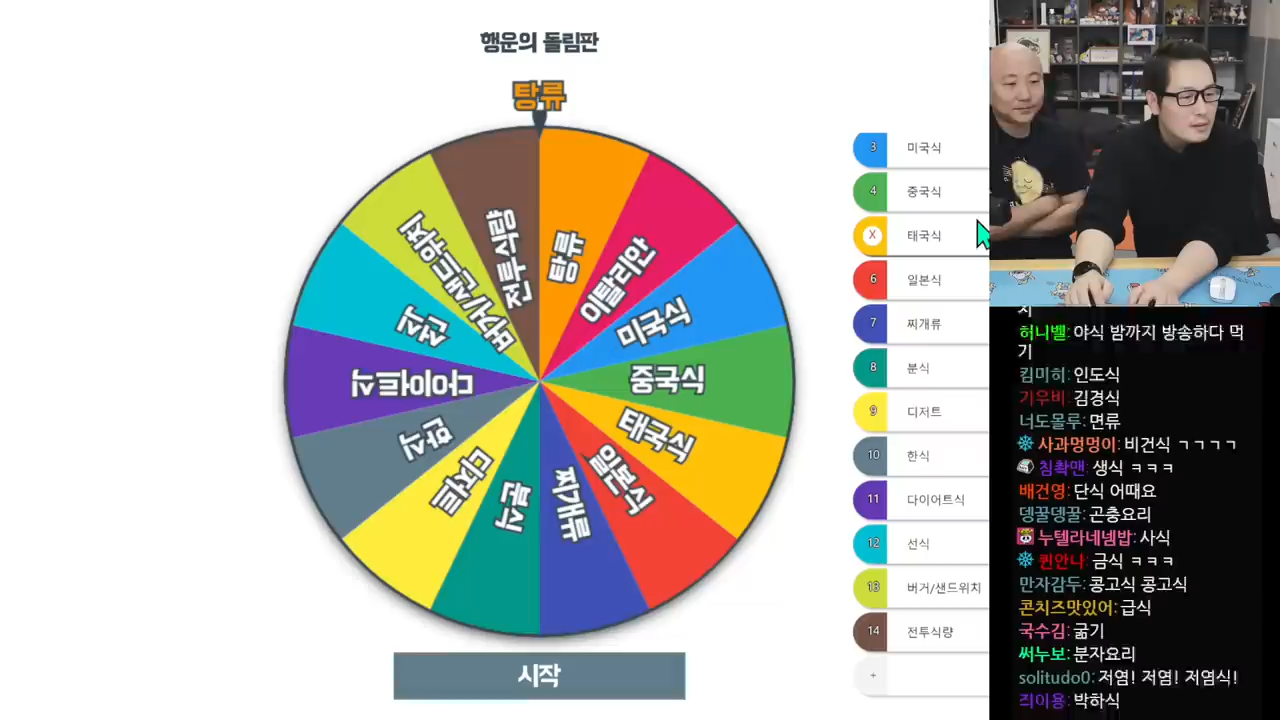 행운의 돌림판
탕류
탕류
이탈리안
미국식
중국식
태국식
일본식
찌개류
분식
디저트
한식
다이어트식
선식
버거/샌드위치
전투식량
시작
3 미국식
4 중국식
X 태국식
6 일본식
7 찌개류
8 분식
9 디저트
10 한식
11 다이어트식
12 선식
13 버거/샌드위치
14 전투식량
+
허니벨: 야식 밤까지 방송하다 먹
기
킴미히: 인도식
기우비: 김경식
너도몰루: 면류
사과멍멍이: 비건식 ㄱㄱㄱㄱ
침촥맨: 생식 ㅋㅋㅋ
배건영: 단식 어때요
뎅꿀뎅꿀: 곤충요리
누텔라네넴밥: 사식
퀸안냐: 금식 ㅋㅋㅋ
만자감두: 콩고식 콩고식
콘치즈맛있어: 급식
국수김: 굶기
써누보: 분자요리
solitudo0: 저염! 저염! 저염식!
즤이용: 박하식